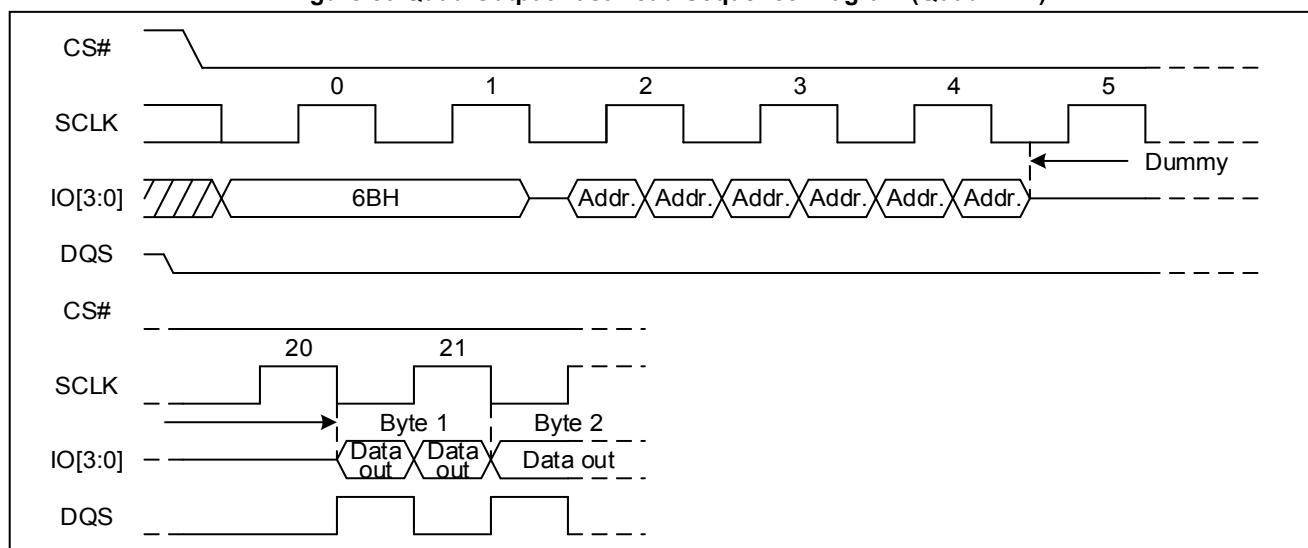 CS#
0 1 2 3 4 5
SCLK
Dummy
IO[3:0] 6BH Addr. Addr. Addr. Addr. Addr. Addr.
DQS
CS#
20 21
SCLK
Byte 1 Byte 2
IO[3:0] Data out Data out Data out
DQS